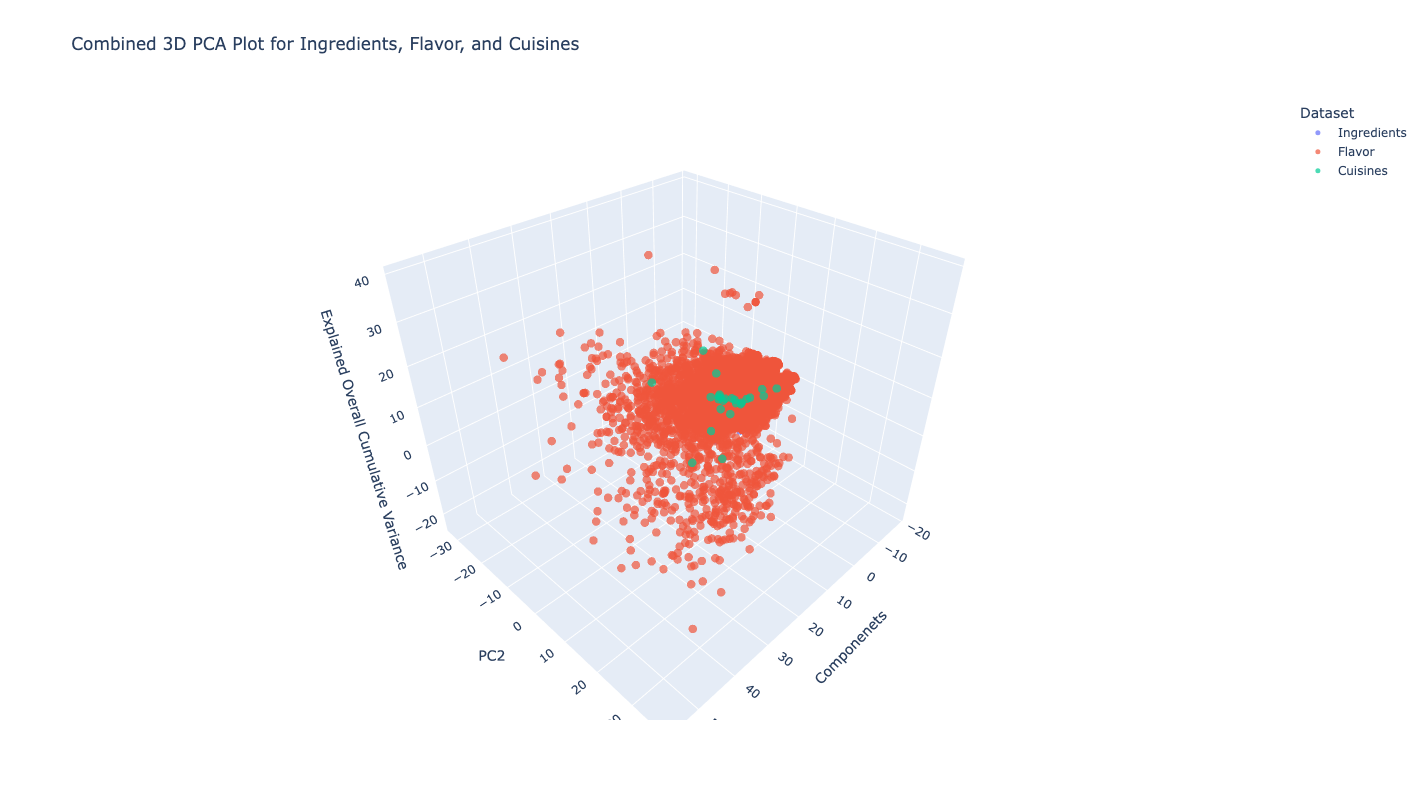 Combined 3D PCA Plot for Ingredients, Flavor, and Cuisines
Dataset
Ingredients
Flavor
Cuisines
40
30
20
10
0
−10
−20
Explained Overall Cumulative Variance
−30
−20
−10
0
10
20
PC2
−20
−10
0
10
20
30
40
Componenets